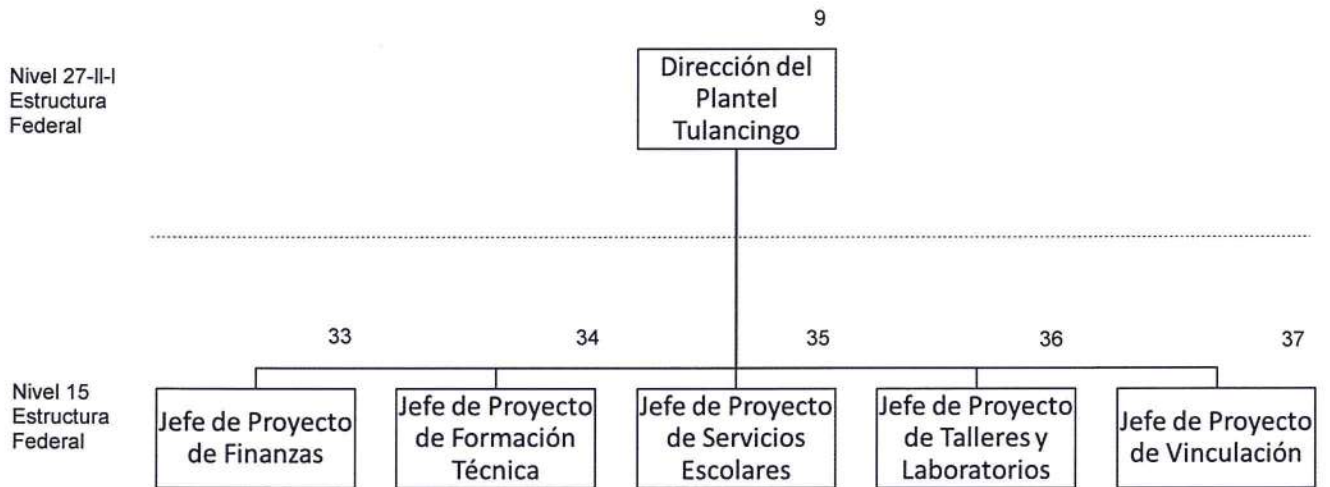 9
Nivel 27-II-I
Estructura
Federal
Dirección del
Plantel
Tulancingo
33
34
35
36
37
Nivel 15
Estructura
Federal
Jefe de Proyecto
de Finanzas
Jefe de Proyecto
de Formación
Técnica
Jefe de Proyecto
de Servicios
Escolares
Jefe de Proyecto
de Talleres y
Laboratorios
Jefe de Proyecto
de Vinculación